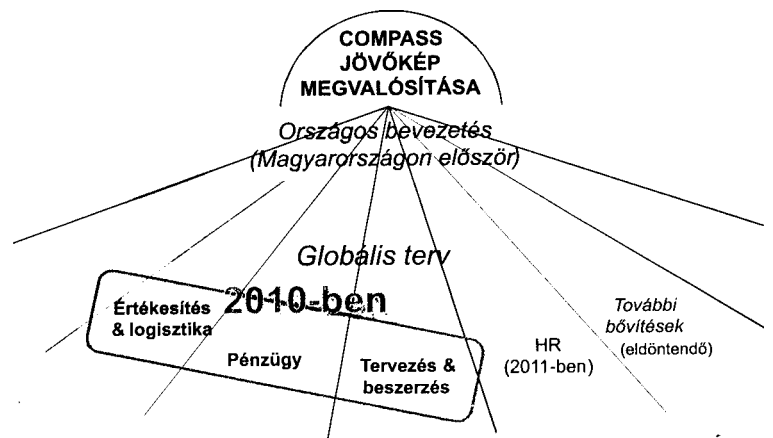 COMPASS
JÖVŐKÉP
MEGVALÓSÍTÁSA
Országos bevezetés
(Magyarországon először)
Globális terv
2010-ben
Értékesítés
& logisztika
Pénzügy
Tervezés &
beszerzés
HR
(2011-ben)
További
bővítések
(eldöntendő)